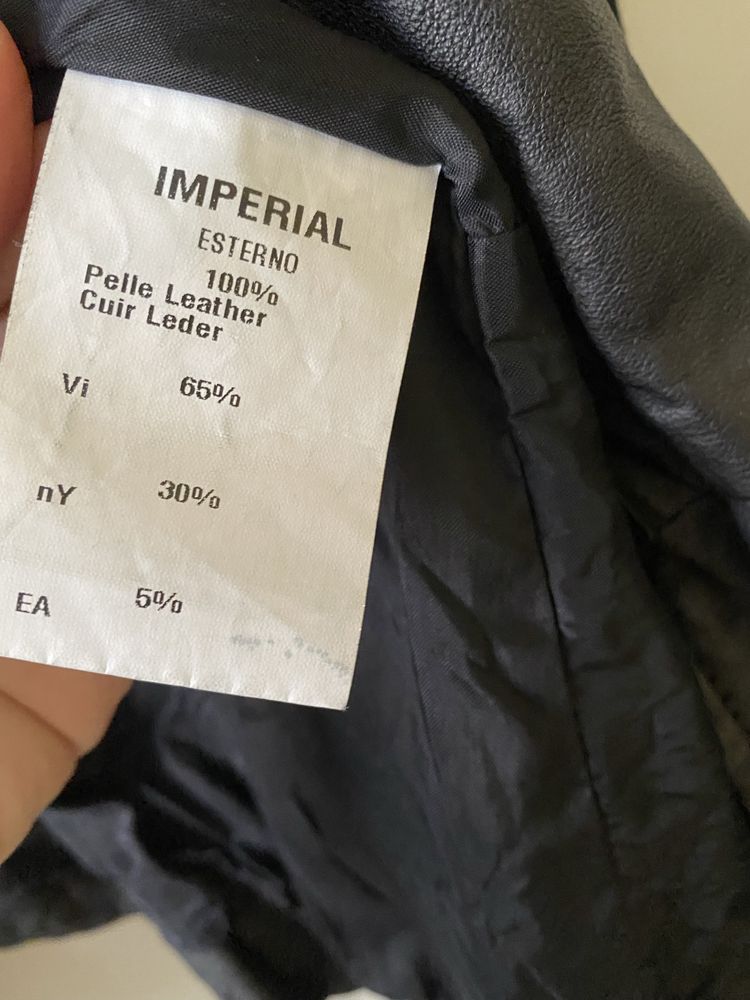 IMPERIAL
ESTERNO
100%
Pelle Leather
Cuir Leder
Vi 65%
nY 30%
EA 5%